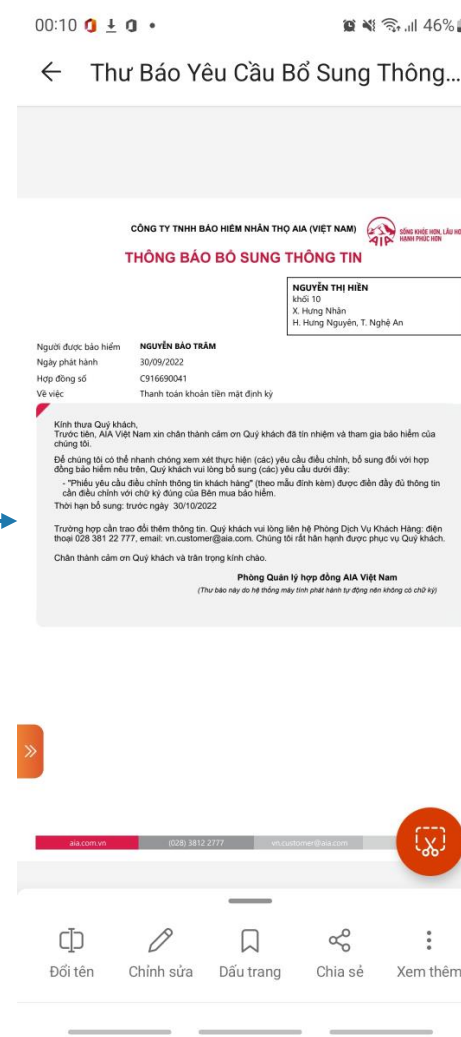 00:10
46%
Thư Báo Yêu Cầu Bổ Sung Thông...
CÔNG TY TNHH BẢO HIỂM NHÂN THỌ AIA (VIỆT NAM)
AIA
SỐNG KHỎE HƠN, LÂU HƠ
HẠNH PHÚC HƠN
THÔNG BÁO BỔ SUNG THÔNG TIN
NGUYỄN THỊ HIỀN
khối 10
X. Hưng Nhân
H. Hưng Nguyên, T. Nghệ An
Người được bảo hiểm NGUYỄN BẢO TRÂM
Ngày phát hành 30/09/2022
Hợp đồng số C916690041
Về việc Thanh toán khoản tiền mặt định kỳ
Kính thưa Quý khách,
Trước tiên, AIA Việt Nam xin chân thành cảm ơn Quý khách đã tín nhiệm và tham gia bảo hiểm của
chúng tôi.
Để chúng tôi có thể nhanh chóng xem xét thực hiện (các) yêu cầu điều chỉnh, bổ sung đối với hợp
đồng bảo hiểm nêu trên, Quý khách vui lòng bổ sung (các) yêu cầu dưới đây:
- "Phiếu yêu cầu điều chỉnh thông tin khách hàng" (theo mẫu đính kèm) được điền đầy đủ thông tin
cần điều chỉnh với chữ ký đúng của Bên mua bảo hiểm.
Thời hạn bổ sung: trước ngày 30/10/2022
Trường hợp cần trao đổi thêm thông tin. Quý khách vui lòng liên hệ Phòng Dịch Vụ Khách Hàng: điện
thoại 028 381 22 777, email: vn.customer@aia.com. Chúng tôi rất hân hạnh được phục vụ Quý khách.
Chân thành cảm ơn Quý khách và trân trọng kính chào.
Phòng Quản lý hợp đồng AIA Việt Nam
(Thư báo này do hệ thống máy tính phát hành tự động nên không có chữ ký)
aia.com.vn (028) 3812 2777 vn.customer@aia.com
Đổi tên Chỉnh sửa Dấu trang Chia sẻ Xem thêm